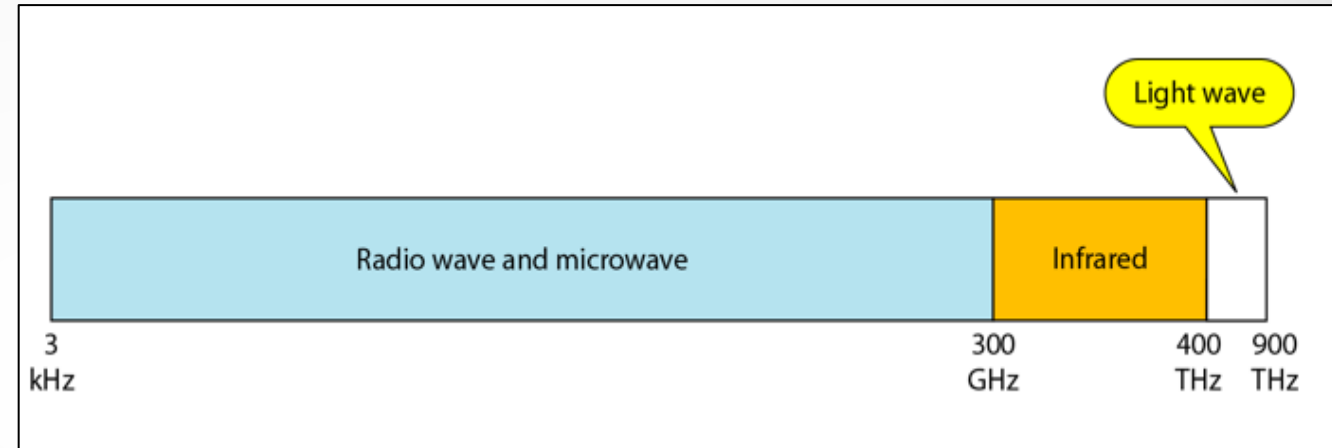 Light wave
Radio wave and microwave
Infrared
3
kHz
300
GHz
400
THz
900
THz